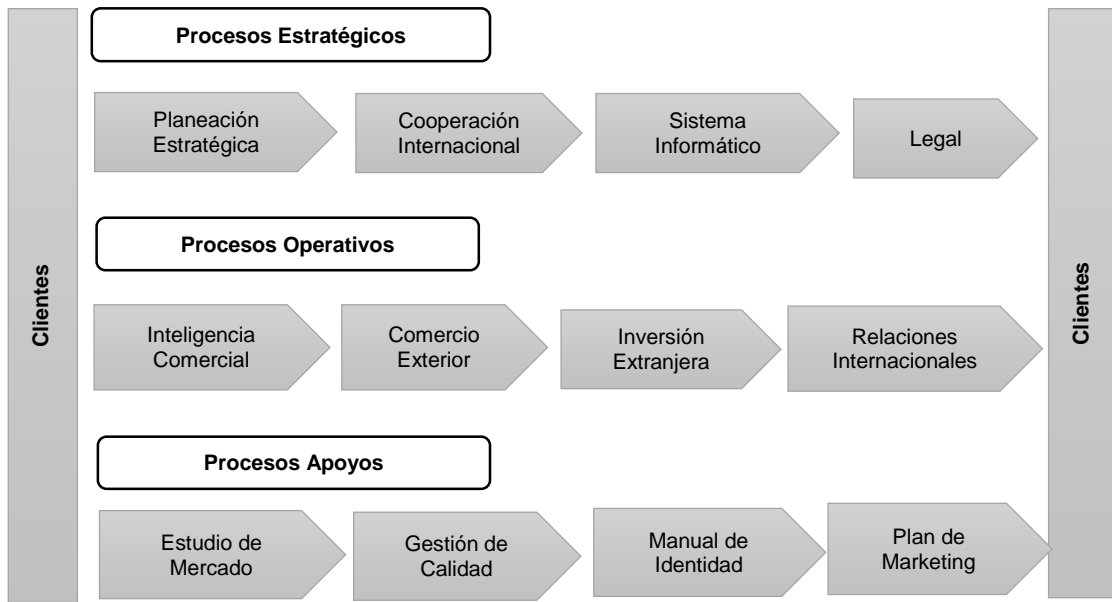 Procesos Estratégicos
Planeación
Estratégica
Cooperación
Internacional
Sistema
Informático
Legal
Clientes
Procesos Operativos
Inteligencia
Comercial
Comercio
Exterior
Inversión
Extranjera
Relaciones
Internacionales
Clientes
Procesos Apoyos
Estudio de
Mercado
Gestión de
Calidad
Manual de
Identidad
Plan de
Marketing